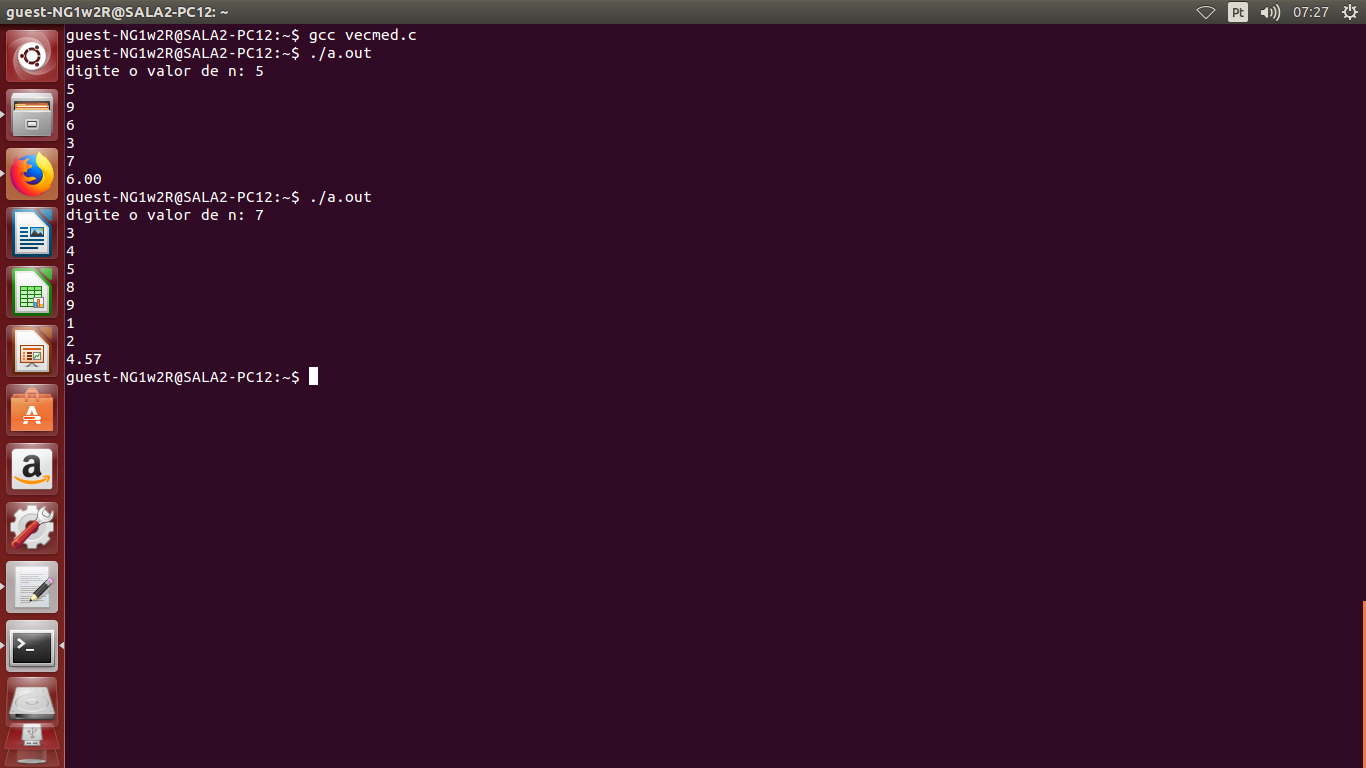 guest-NG1w2R@SALA2-PC12: ~
Pt
07:27
guest-NG1w2R@SALA2-PC12:~$ gcc vecmed.c
guest-NG1w2R@SALA2-PC12:~$ ./a.out
digite o valor de n: 5
5
9
6
3
7
6.00
guest-NG1w2R@SALA2-PC12:~$ ./a.out
digite o valor de n: 7
3
4
5
8
9
1
2
4.57
guest-NG1w2R@SALA2-PC12:~$